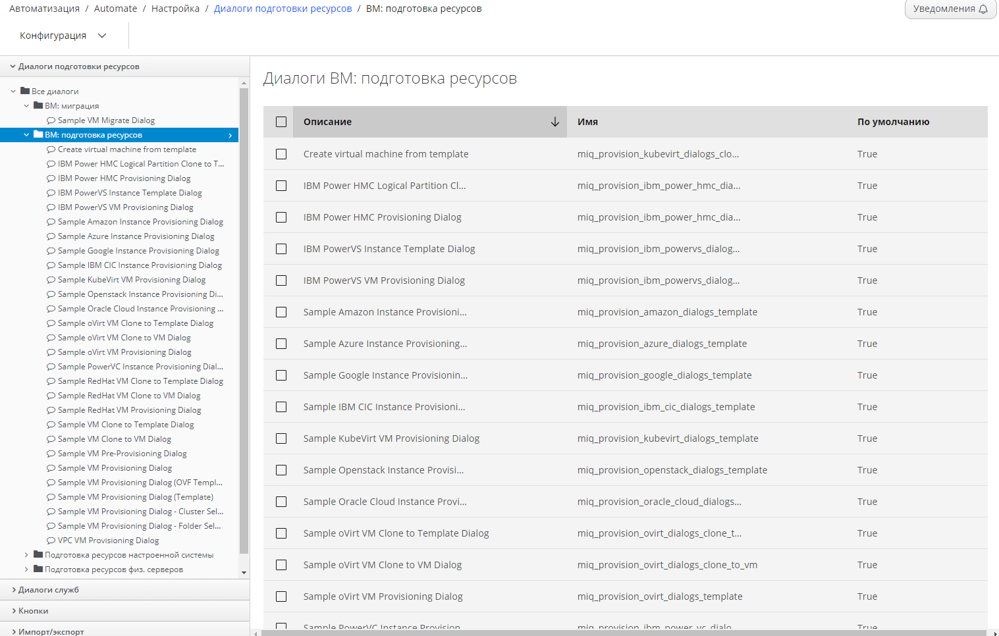 Автоматизация / Automate / Настройка / Диалоги подготовки ресурсов / ВМ: подготовка ресурсов
Уведомления
Конфигурация
Диалоги подготовки ресурсов
Все диалоги
ВМ: миграция
Sample VM Migrate Dialog
ВМ: подготовка ресурсов
Create virtual machine from template
IBM Power HMC Logical Partition Clone to T...
IBM Power HMC Provisioning Dialog
IBM PowerVS Instance Template Dialog
IBM PowerVS VM Provisioning Dialog
Sample Amazon Instance Provisioning Dialog
Sample Azure Instance Provisioning Dialog
Sample Google Instance Provisioning Dialog
Sample IBM CIC Instance Provisioning Dialog
Sample KubeVirt VM Provisioning Dialog
Sample Openstack Instance Provisioning Di...
Sample Oracle Cloud Instance Provisioning ...
Sample oVirt VM Clone to Template Dialog
Sample oVirt VM Clone to VM Dialog
Sample oVirt VM Provisioning Dialog
Sample PowerVC Instance Provisioning Dial...
Sample RedHat VM Clone to Template Dialog
Sample RedHat VM Clone to VM Dialog
Sample RedHat VM Provisioning Dialog
Sample VM Clone to Template Dialog
Sample VM Clone to VM Dialog
Sample VM Pre-Provisioning Dialog
Sample VM Provisioning Dialog
Sample VM Provisioning Dialog (OVF Templ...
Sample VM Provisioning Dialog (Template)
Sample VM Provisioning Dialog - Cluster Sel...
Sample VM Provisioning Dialog - Folder Sel...
VPC VM Provisioning Dialog
Подготовка ресурсов настроенной системы
Подготовка ресурсов физ. серверов
Диалоги служб
Кнопки
Импорт/экспорт
Диалоги ВМ: подготовка ресурсов
Описание Имя По умолчанию
Create virtual machine from template miq_provision_kubevirt_dialogs_clo... True
IBM Power HMC Logical Partition Cl... miq_provision_ibm_power_hmc_dia... True
IBM Power HMC Provisioning Dialog miq_provision_ibm_power_hmc_dia... True
IBM PowerVS Instance Template Dialog miq_provision_ibm_powervs_dialog... True
IBM PowerVS VM Provisioning Dialog miq_provision_ibm_powervs_dialog... True
Sample Amazon Instance Provisioni... miq_provision_amazon_dialogs_template True
Sample Azure Instance Provisioning... miq_provision_azure_dialogs_template True
Sample Google Instance Provisionin... miq_provision_google_dialogs_template True
Sample IBM CIC Instance Provisioni... miq_provision_ibm_cic_dialogs_template True
Sample KubeVirt VM Provisioning Dialog miq_provision_kubevirt_dialogs_template True
Sample Openstack Instance Provisi... miq_provision_openstack_dialogs_template True
Sample Oracle Cloud Instance Provi... miq_provision_oracle_cloud_dialogs... True
Sample oVirt VM Clone to Template Dialog miq_provision_ovirt_dialogs_clone_t... True
Sample oVirt VM Clone to VM Dialog miq_provision_ovirt_dialogs_clone_to_vm True
Sample oVirt VM Provisioning Dialog miq_provision_ovirt_dialogs_template True
Sample PowerVC Instance Provision... miq_provision_ibm_power_vc_dialo... True